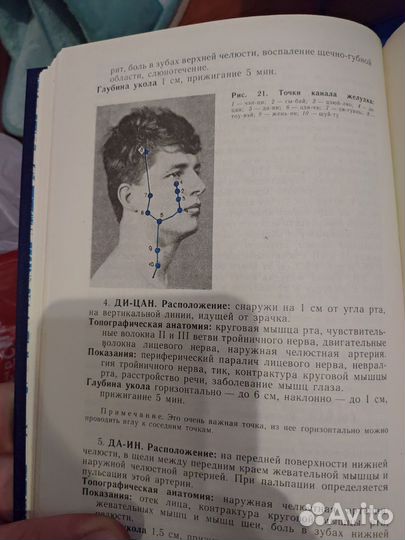 рит, боль в зубах верхней челюсти, воспаление щечно-губной
области, слюнотечение.
Глубина укола 1 см, прижигание 5 мин.
Рис. 21. Точки канала желудка:
4. ДИ-ЦАН. Расположение: снаружи на 1 см от угла рта,
на вертикальной линии, идущей от зрачка.
Топографическая анатомия: круговая мышца рта, чувствитель-
ные волокна II и III ветви тройничного нерва, двигательные
волокна лицевого нерва, наружная челюстная артерия.
Показания: периферический паралич лицевого нерва, неврал-
гия тройничного нерва, тик, контрактура круговой мышцы
рта, расстройство речи, заболевание мышц глаза.
Глубина укола горизонтально — до 6 см, наклонно — до 1 см,
прижигание 5 мин.
Примечание. Это очень важная точка, из нее горизонтально можно
проводить иглу к соседним точкам.
5. ДА-ИН. Расположение: на передней поверхности нижней
челюсти, в щели между передним краем жевательной мышцы и
наружной челюстной артерией. При пальпации определяется
пульсация этой артерии.
Топографическая анатомия: наружная челюстная
Показания: отек лица, контрактура круговой
жевательных мышц и мышц шеи, боль в зубах нижней
челюсти.
укола 1,5 см,
Avito